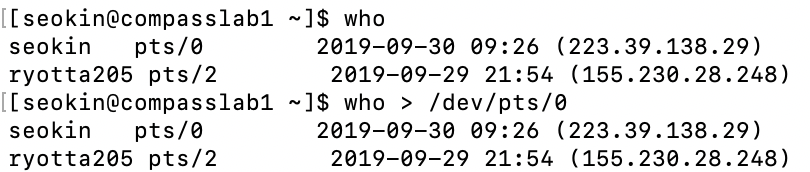 [[seokin@compasslab1 ~]$ who
seokin   pts/0        2019-09-30 09:26 (223.39.138.29)
ryotta205 pts/2        2019-09-29 21:54 (155.230.28.248)
[[seokin@compasslab1 ~]$ who > /dev/pts/0
seokin   pts/0        2019-09-30 09:26 (223.39.138.29)
ryotta205 pts/2        2019-09-29 21:54 (155.230.28.248)